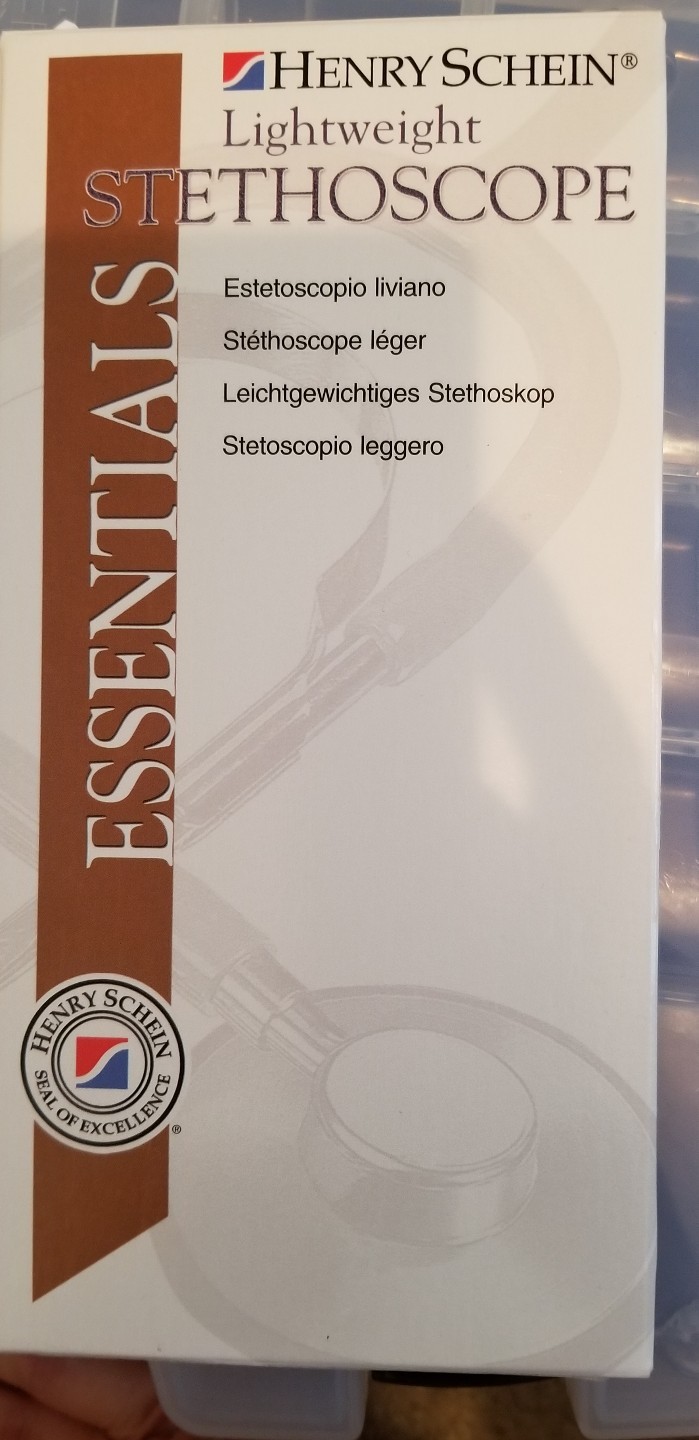 HENRY SCHEIN®
Lightweight
STETHOSCOPE
Estetoscopio liviano
Stéthoscope léger
Leichtgewichtiges Stethoskop
Stetoscopio leggero
ESSENTIALS
HENRY SCHEIN
SEAL OF EXCELLENCE
®